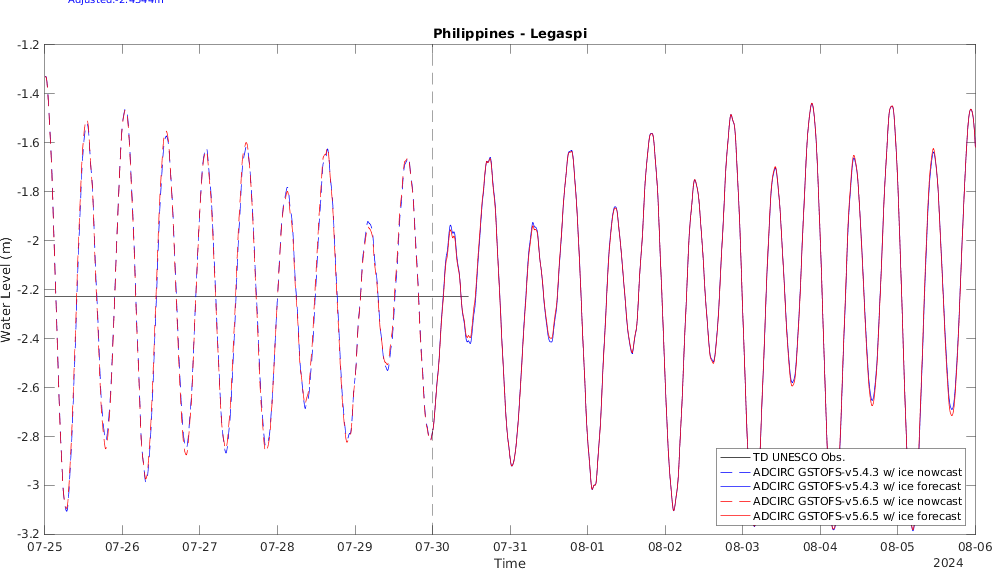 Adjusted:-2.4344m
Philippines - Legaspi
-1.2
-1.4
-1.6
-1.8
-2
-2.2
-2.4
-2.6
-2.8
-3
-3.2
Water Level (m)
TD UNESCO Obs.
ADCIRC GSTOFS-v5.4.3 w/ ice nowcast
ADCIRC GSTOFS-v5.4.3 w/ ice forecast
ADCIRC GSTOFS-v5.6.5 w/ ice nowcast
ADCIRC GSTOFS-v5.6.5 w/ ice forecast
07-25 07-26 07-27 07-28 07-29 07-30 07-31 08-01 08-02 08-03 08-04 08-05 08-06
Time
2024